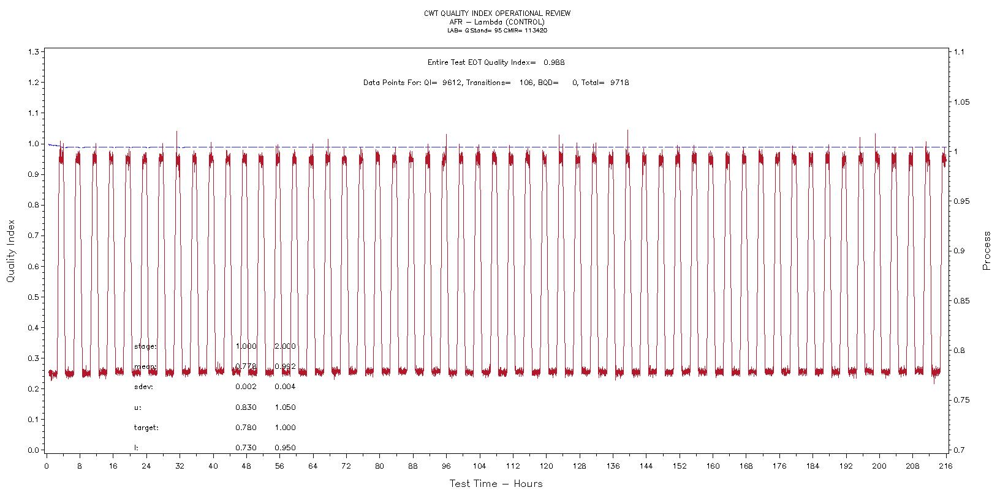 CWT QUALITY INDEX OPERATIONAL REVIEW
AFR - Lambda (CONTROL)
LAB= G Stand= 95 CMIR= 113420
Entire Test EOT Quality Index= 0.988
Data Points For: QI= 9612, Transitions= 106, BQD= 0, Total= 9718
1.3
1.2
1.1
1.0
0.9
0.8
0.7
0.6
0.5
0.4
0.3
0.2
0.1
0.0
Quality Index
1.1
1.05
1
0.95
0.9
0.85
0.8
0.75
0.7
Process
stage: 1.000 2.000
mean: 0.778 0.992
sdev: 0.002 0.004
u: 0.830 1.050
target: 0.780 1.000
l: 0.730 0.950
0 8 16 24 32 40 48 56 64 72 80 88 96 104 112 120 128 136 144 152 160 168 176 184 192 200 208 216
Test Time - Hours